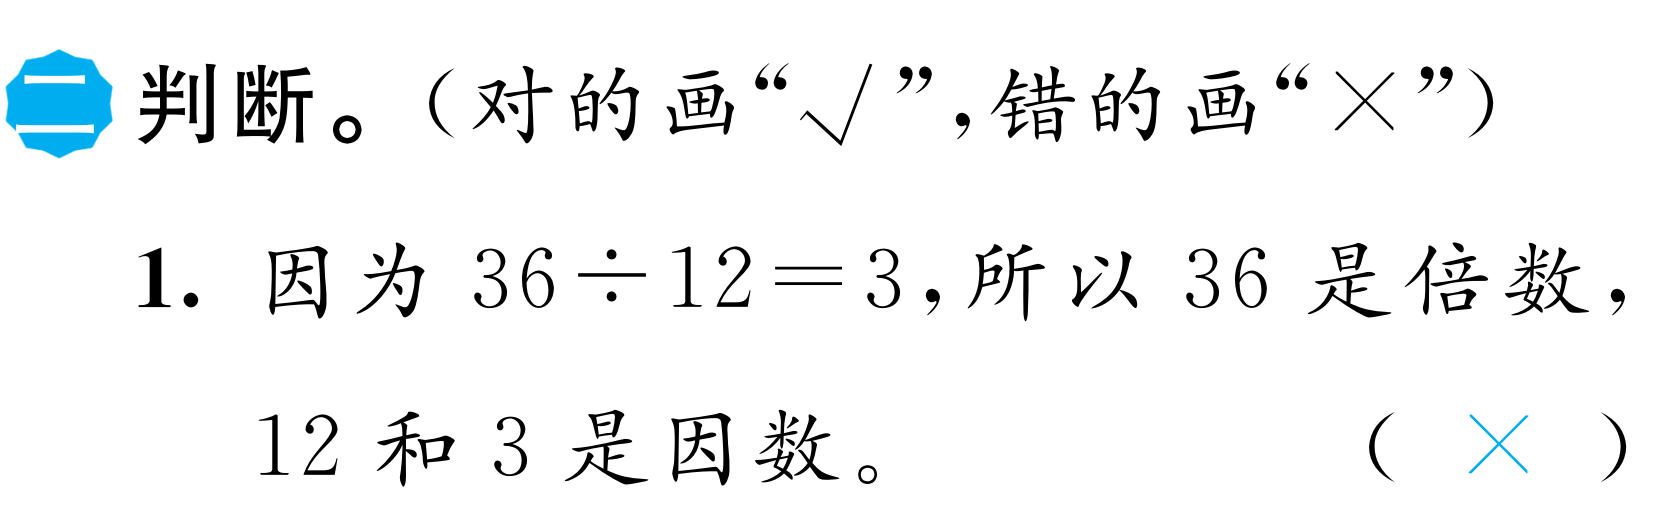 二 判断。(对的画“√”,错的画“×”)
1. 因为 36÷12=3,所以 36 是倍数,
12 和 3 是因数。 ( × )